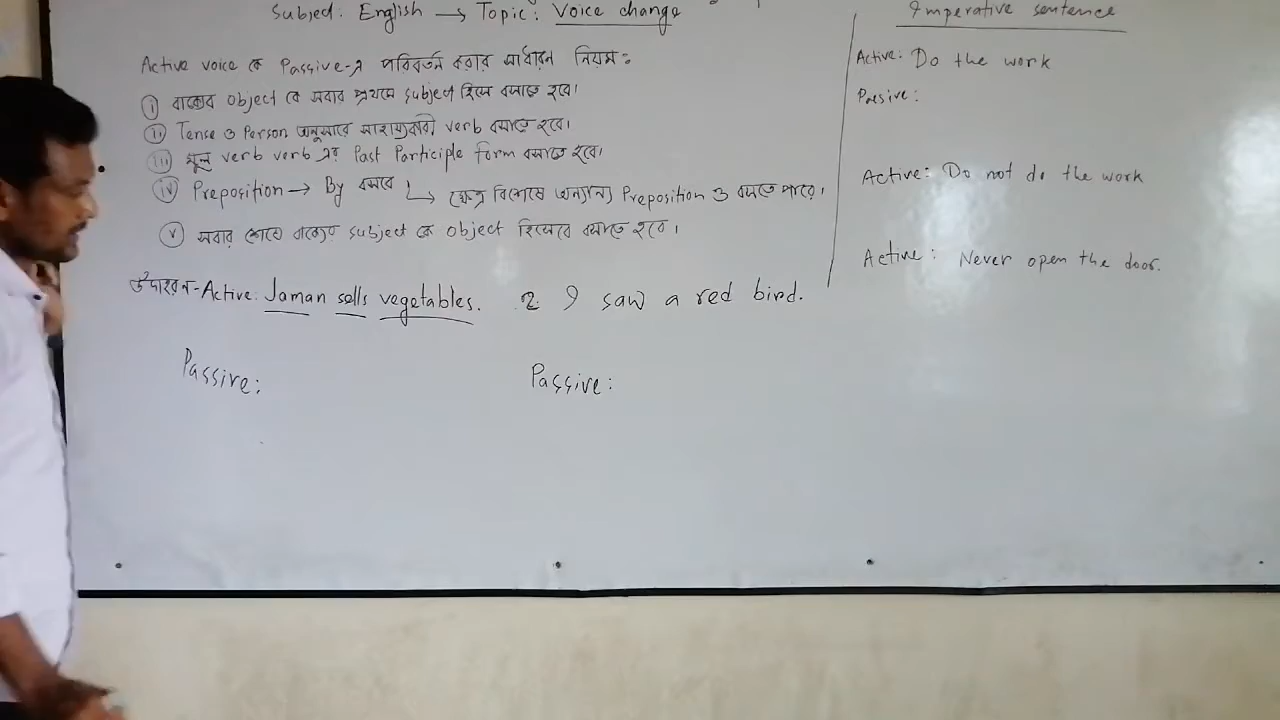 Subject: English → Topic: Voice change
Active voice কে Passive-এ পরিবর্তন করার সাধারন নিয়ম:
i) বাক্যের object কে সবার প্রথমে subject হিসে বসাতে হবে।
ii) Tense ও Person অনুসারে সাহায্যকারী verb বসাতে হবে।
iii) মূল verb verb এর Past Participle form বসাতে হবে।
iv) Preposition → By বসবে। ↳ ক্ষেত্র বিশেষে অন্যান্য Preposition ও বসতে পারে।
v) সবার শেষে বাক্যের subject কে object হিসেবে বসাতে হবে।
উদাহরন-Active: Jaman sells vegetables. 2. I saw a red bird.
Passive: Passive:
Imperative sentence
Active: Do the work
Passive:
Active: Do not do the work
Active: Never open the door.